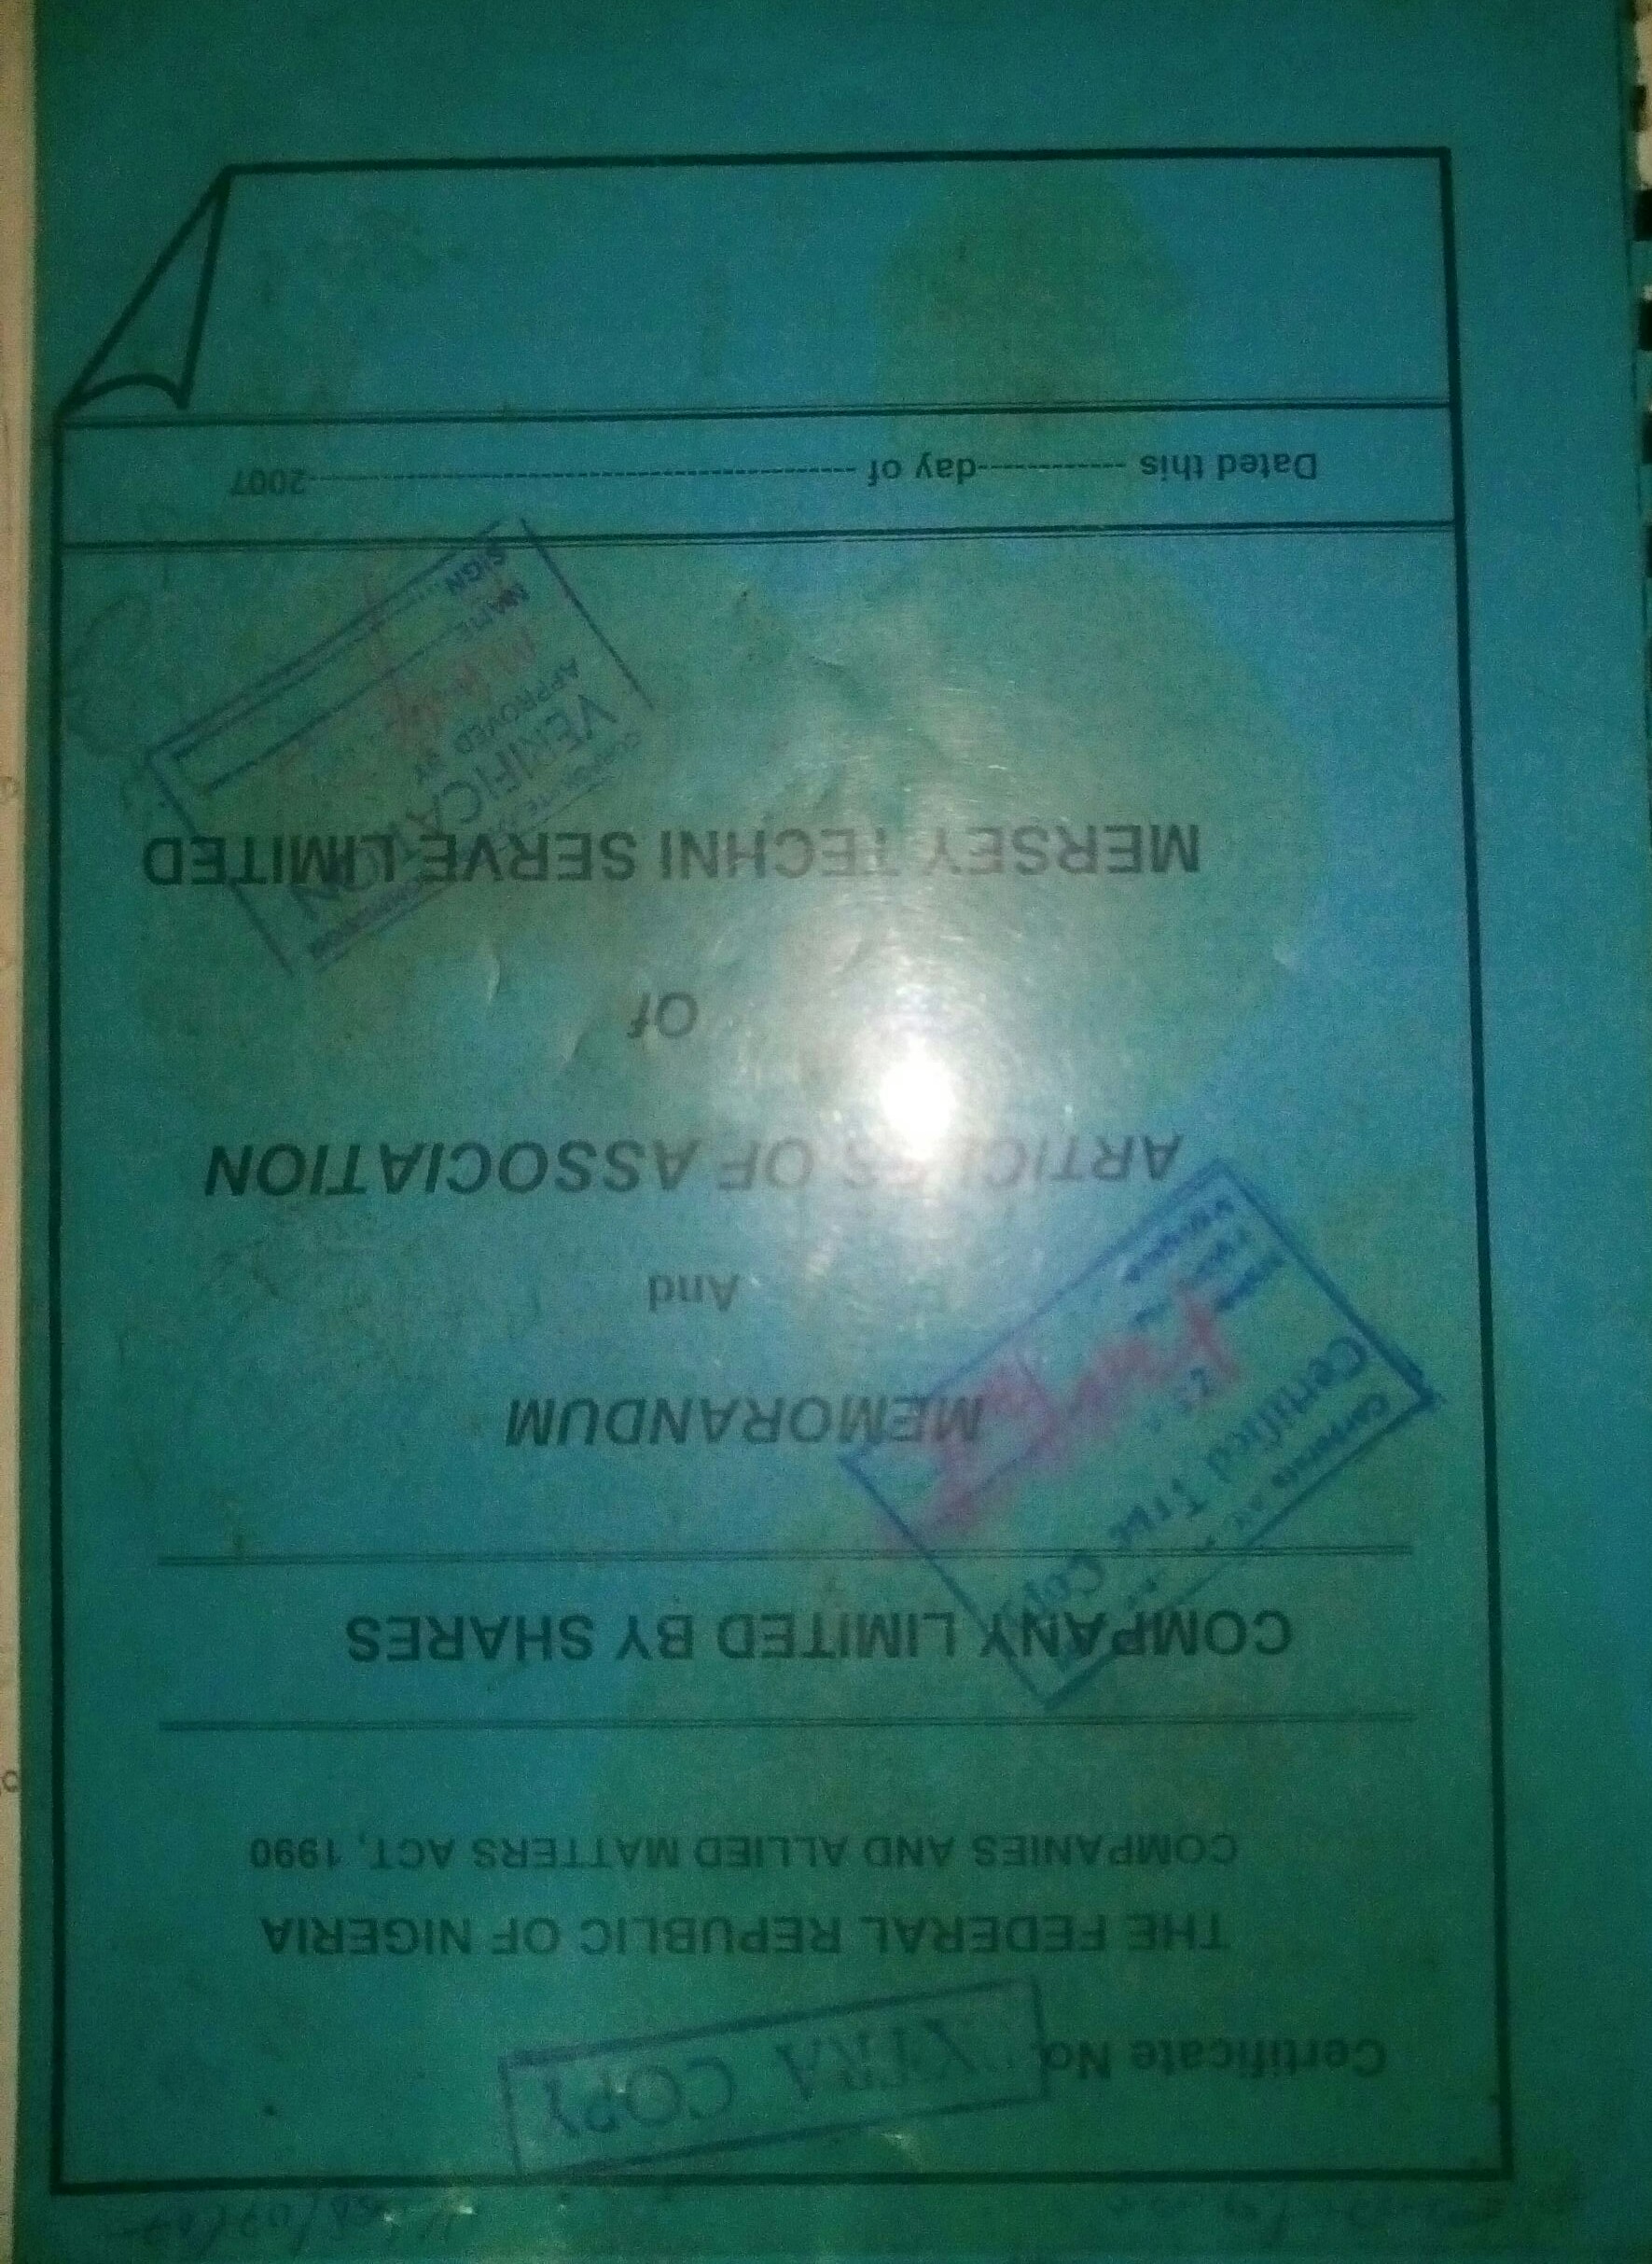 Certificate No
XTRA COPY
THE FEDERAL REPUBLIC OF NIGERIA
COMPANIES AND ALLIED MATTERS ACT, 1990
COMPANY LIMITED BY SHARES
Corporate
Certified True Copy
MEMORANDUM
And
ARTICLES OF ASSOCIATION
Of
MERSEY TECHNI SERVE LIMITED
VERIFICATION
APPROVED BY
NAME
SIGN
Dated this ------------day of ----------------------------------------2007